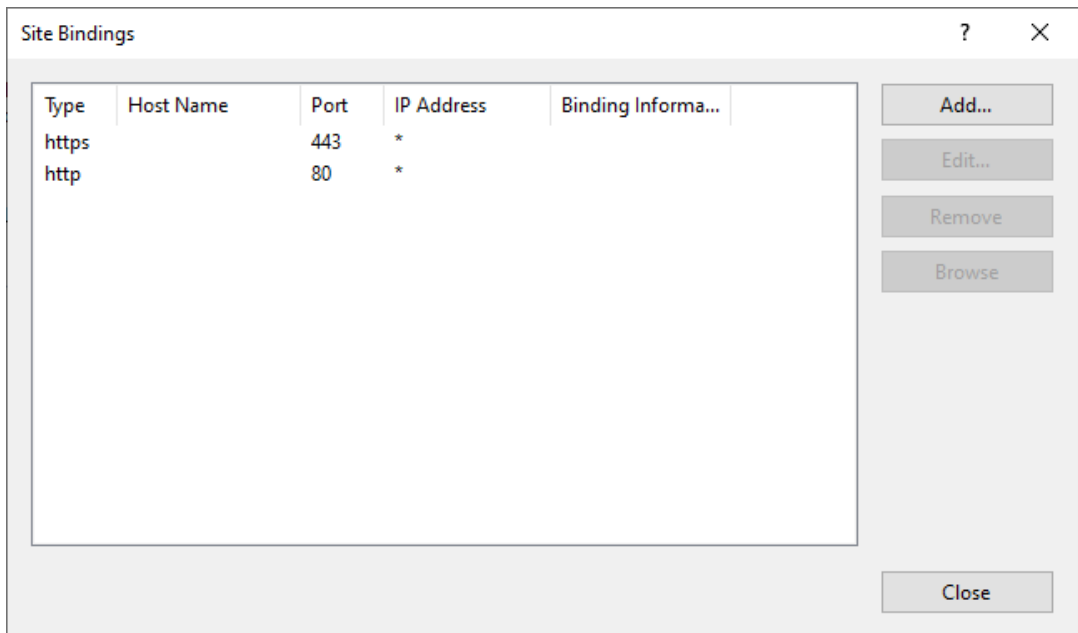 Site Bindings
?
Type Host Name Port IP Address Binding Informa...
https 443 *
http 80 *
Add...
Edit...
Remove
Browse
Close